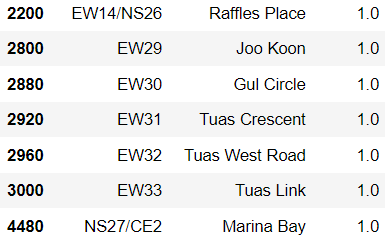 2200 EW14/NS26 Raffles Place 1.0
2800 EW29 Joo Koon 1.0
2880 EW30 Gul Circle 1.0
2920 EW31 Tuas Crescent 1.0
2960 EW32 Tuas West Road 1.0
3000 EW33 Tuas Link 1.0
4480 NS27/CE2 Marina Bay 1.0